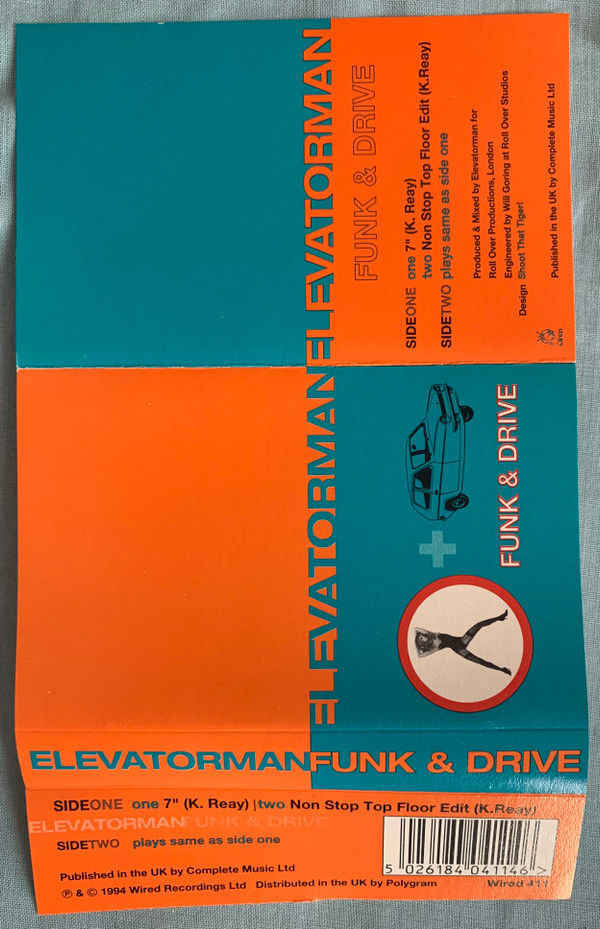 ELEVATORMAN
FUNK & DRIVE
SIDEONE one 7" (K. Reay)
two Non Stop Top Floor Edit (K.Reay)
SIDETWO plays same as side one
Produced & Mixed by Elevatorman for
Roll Over Productions, London
Engineered by Will Goring at Roll Over Studios
Design Shoot That Tiger!
Published in the UK by Complete Music Ltd
ELEVATORMAN
FUNK & DRIVE
+
ELEVATORMANFUNK & DRIVE
SIDEONE one 7" (K. Reay) | two Non Stop Top Floor Edit (K.Reay)
ELEVATORMANFUNK & DRIVE
SIDETWO plays same as side one
Published in the UK by Complete Music Ltd
℗ & © 1994 Wired Recordings Ltd Distributed in the UK by Polygram
5 026184 041146 >
Wired 411